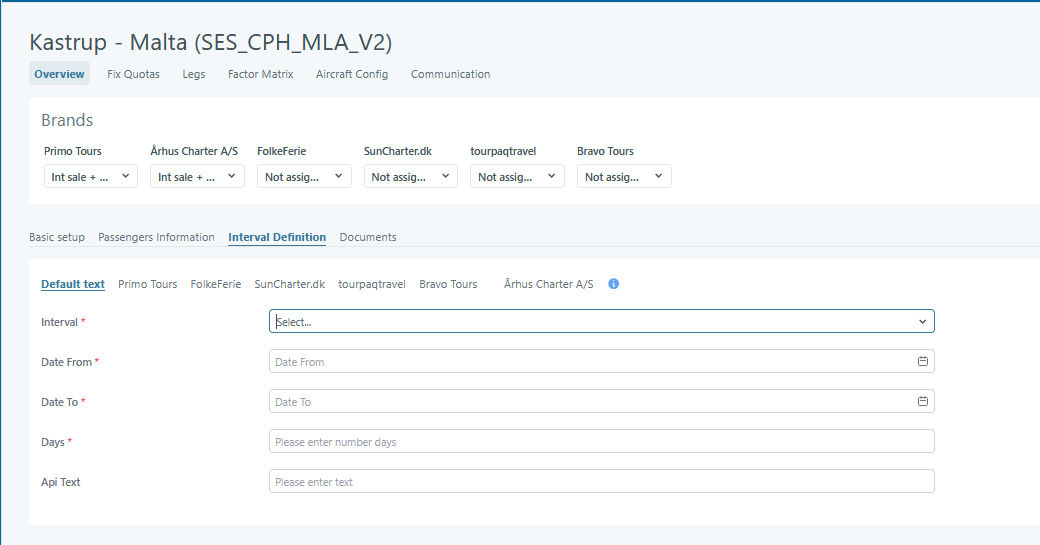 Kastrup - Malta (SES_CPH_MLA_V2)
Overview Fix Quotas Legs Factor Matrix Aircraft Config Communication
Brands
Primo Tours Århus Charter A/S FolkeFerie SunCharter.dk tourpaqtravel Bravo Tours
Int sale + ... Int sale + ... Not assig... Not assig... Not assig... Not assig...
Basic setup Passengers Information Interval Definition Documents
Default text Primo Tours FolkeFerie SunCharter.dk tourpaqtravel Bravo Tours Århus Charter A/S i
Interval * Select...
Date From * Date From
Date To * Date To
Days * Please enter number days
Api Text Please enter text